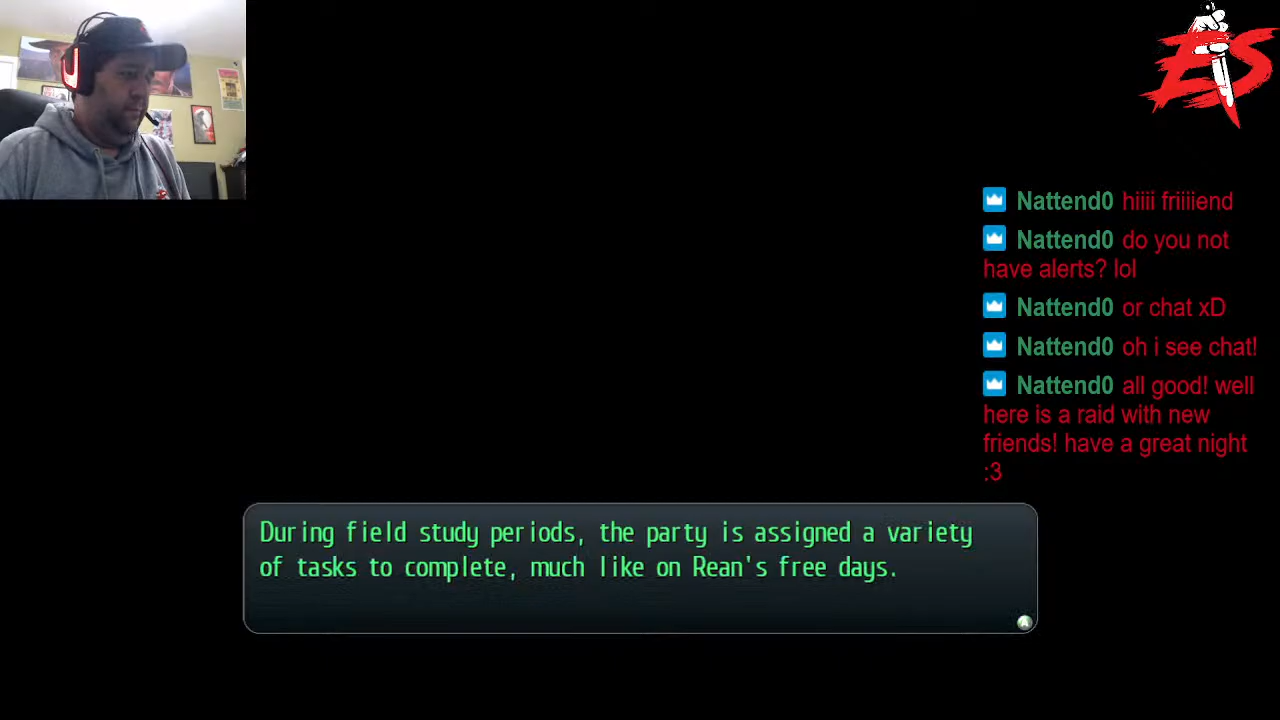 ES
Nattend0 hiiii friiiiend
Nattend0 do you not
have alerts? lol
Nattend0 or chat xD
Nattend0 oh i see chat!
Nattend0 all good! well
here is a raid with new
friends! have a great night
:3
During field study periods, the party is assigned a variety
of tasks to complete, much like on Rean's free days.
A